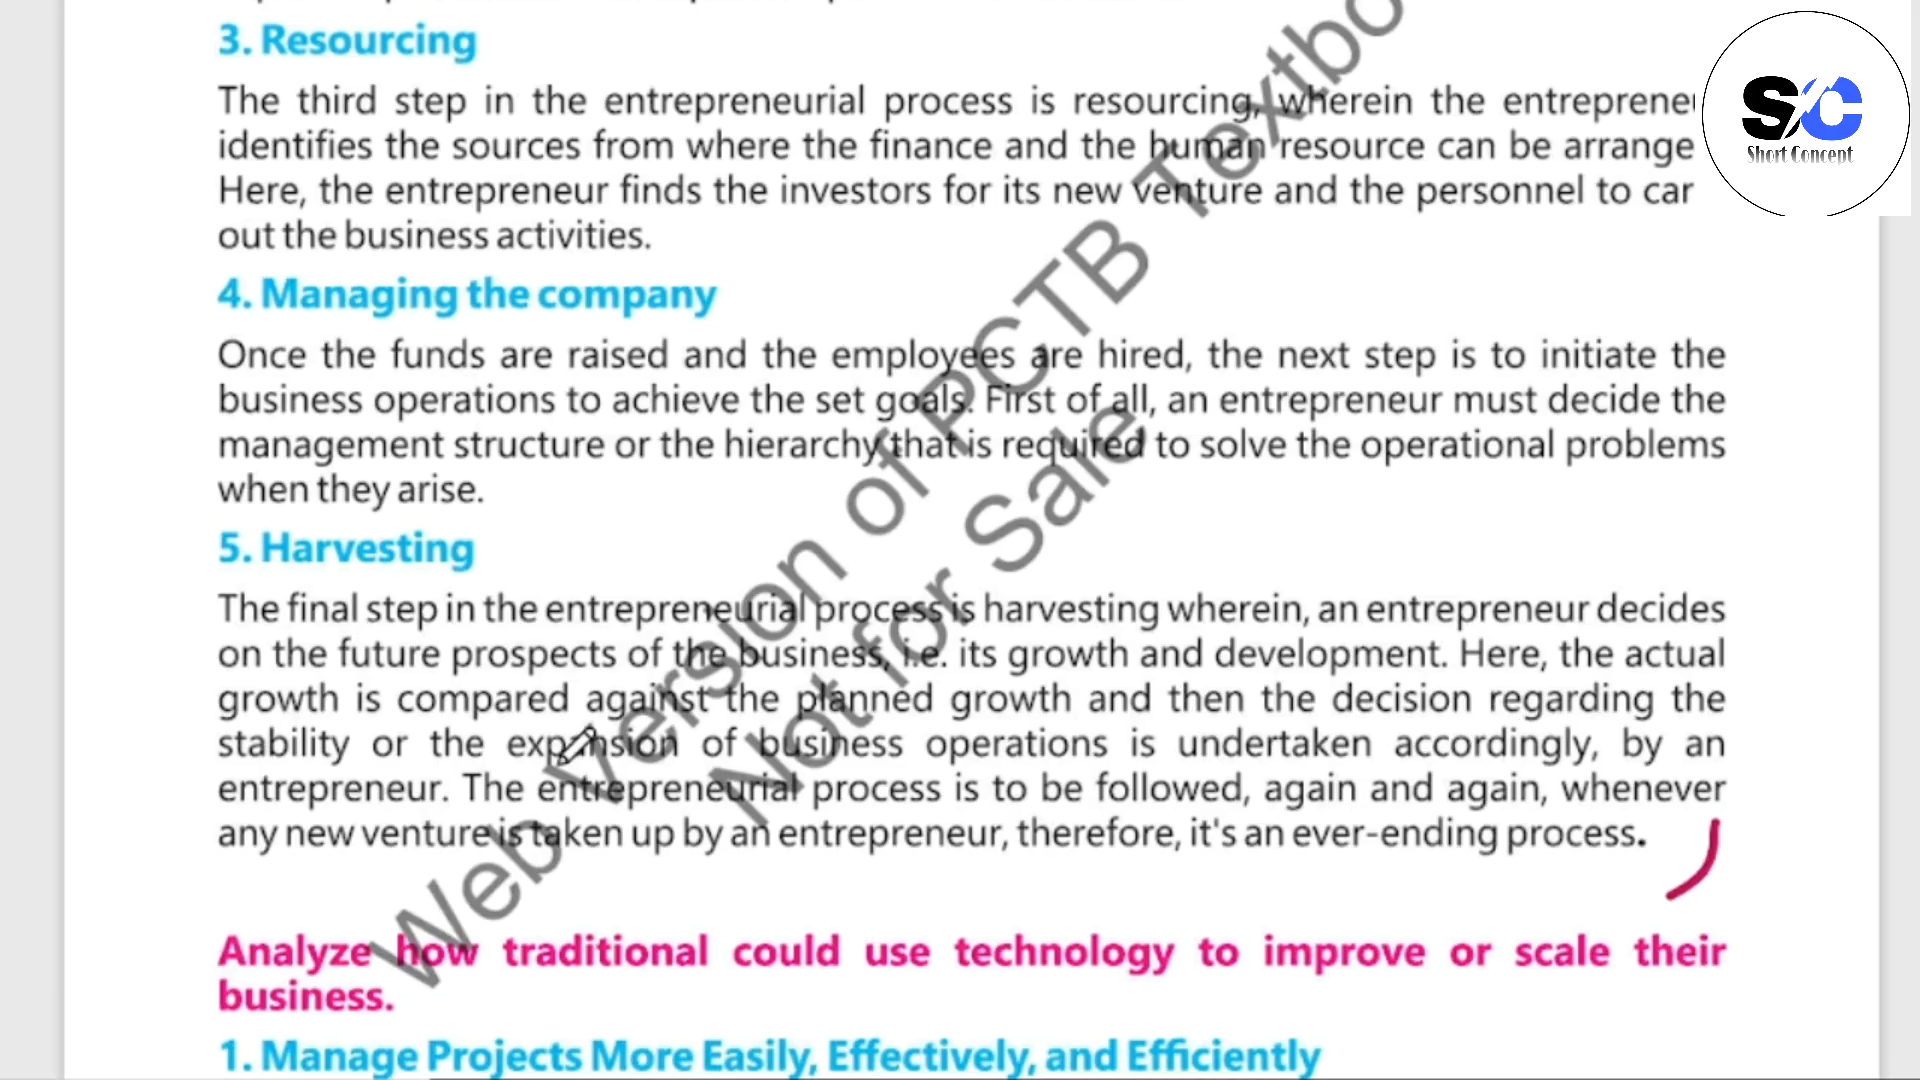 3. Resourcing
The third step in the entrepreneurial process is resourcing, wherein the
identifies the sources from where the finance and the human resource can be
Here, the entrepreneur finds the investors for its new venture and the personnel to
out the business activities.
4. Managing the company
Once the funds are raised and the employees are hired, the next step is to initiate the
business operations to achieve the set goals. First of all, an entrepreneur must decide the
management structure or the hierarchy that is required to solve the operational problems
when they arise.
5. Harvesting
The final step in the entrepreneurial process is harvesting wherein, an entrepreneur decides
on the future prospects of the business, i.e. its growth and development. Here, the actual
growth is compared against the planned growth and then the decision regarding the
stability or the expansion of business operations is undertaken accordingly, by an
entrepreneur. The entrepreneurial process is to be followed, again and again, whenever
any new venture is taken up by an entrepreneur, therefore, it's an ever-ending process.
Analyze how traditional could use technology to improve or scale their
business.
1. Manage Projects More Easily, Effectively, and Efficiently
Web Version of PCTB Textbo
Not for Sale
S/C
Short Concept